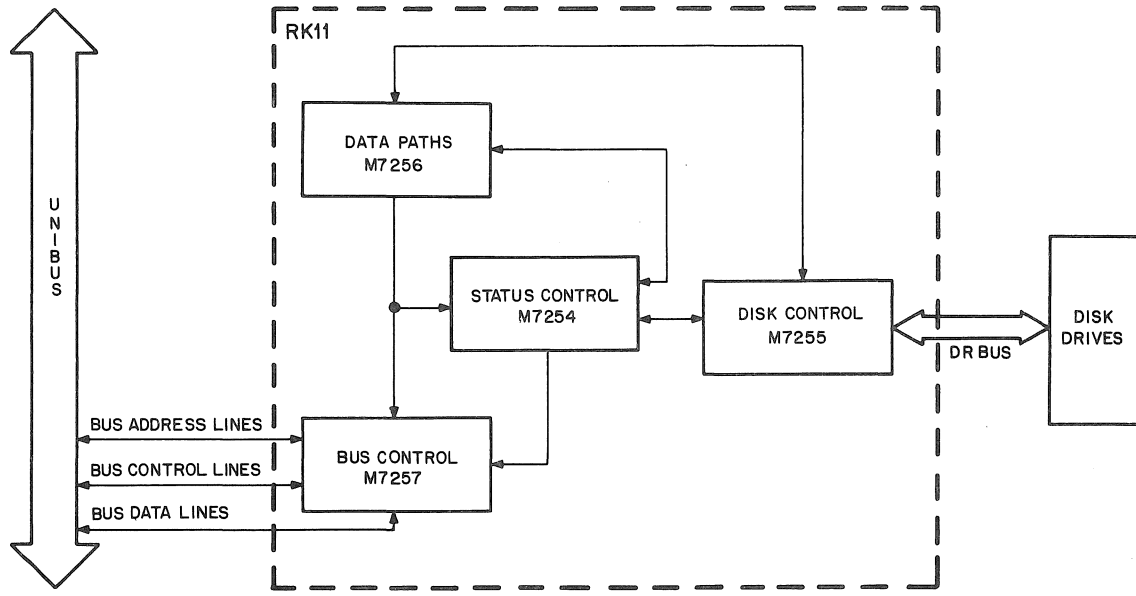 RK11
DATA PATHS
M7256
UNIBUS
STATUS CONTROL
M7254
DISK CONTROL
M7255
DISK
DRIVES
DR BUS
BUS ADDRESS LINES
BUS CONTROL LINES
BUS DATA LINES
BUS CONTROL
M7257